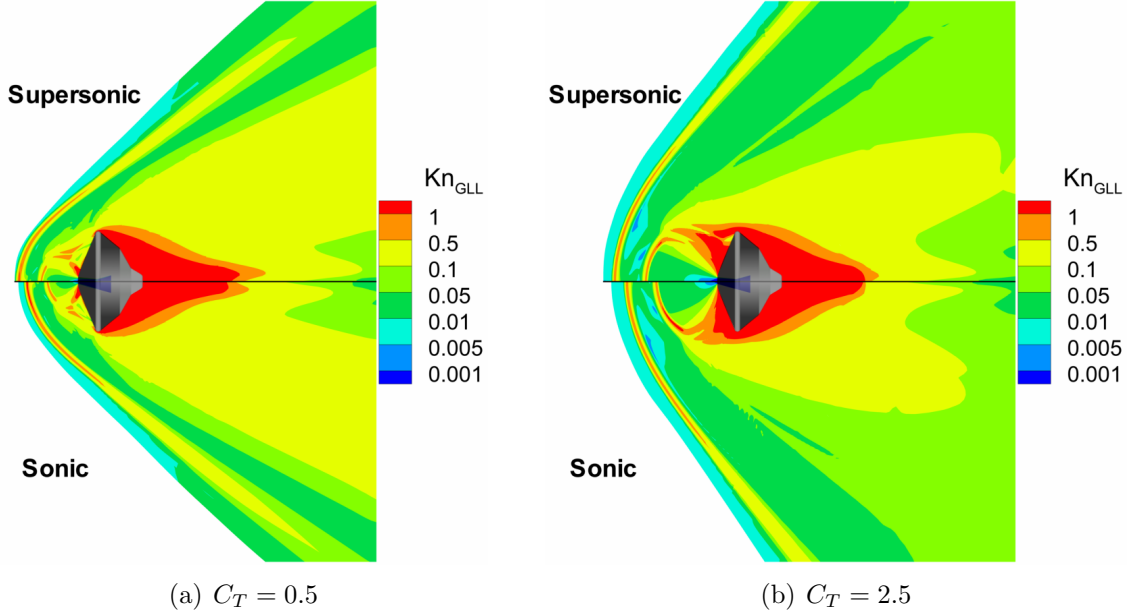 Supersonic
Kn_GLL
1
0.5
0.1
0.05
0.01
0.005
0.001
Sonic
(a) C_T = 0.5
Supersonic
Kn_GLL
1
0.5
0.1
0.05
0.01
0.005
0.001
Sonic
(b) C_T = 2.5